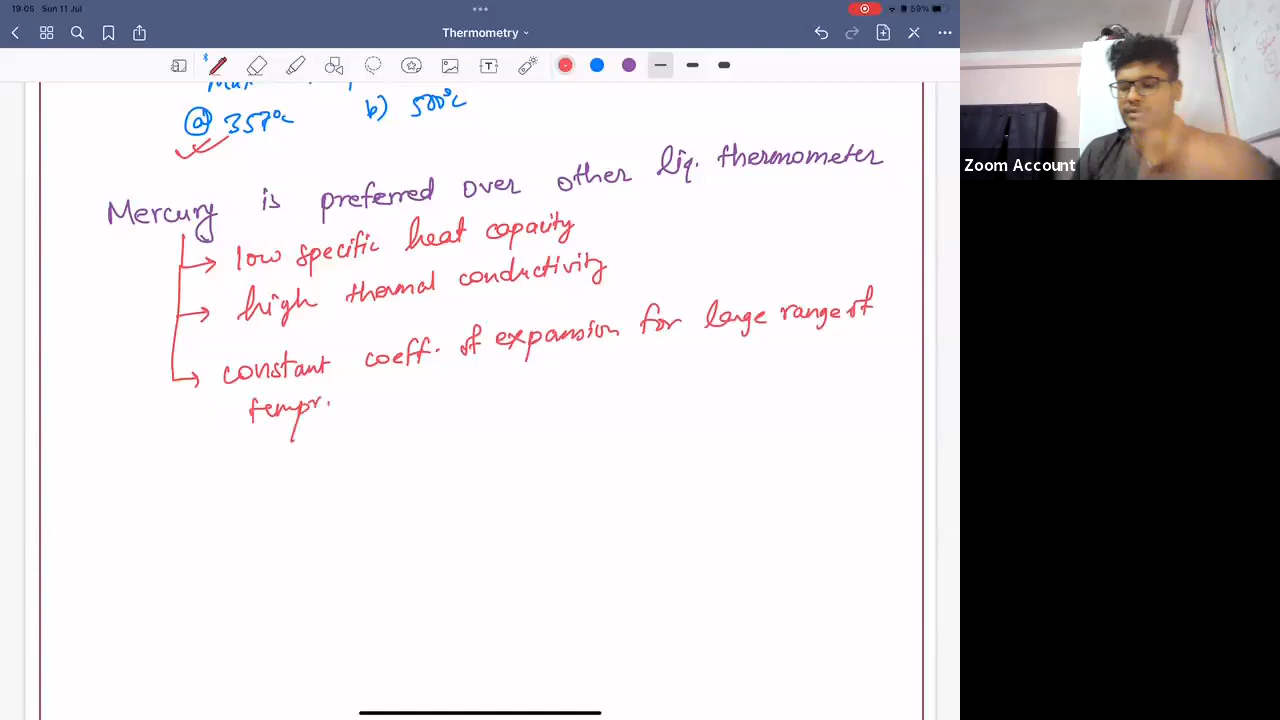 19:05 Sun 11 Jul
59%
Thermometry
Max
(a) 357°C b) 500°C
Mercury is preferred over other liq. thermometer
low specific heat capacity
high thermal conductivity
constant coeff. of expansion for large range of
tempr.
Zoom Account